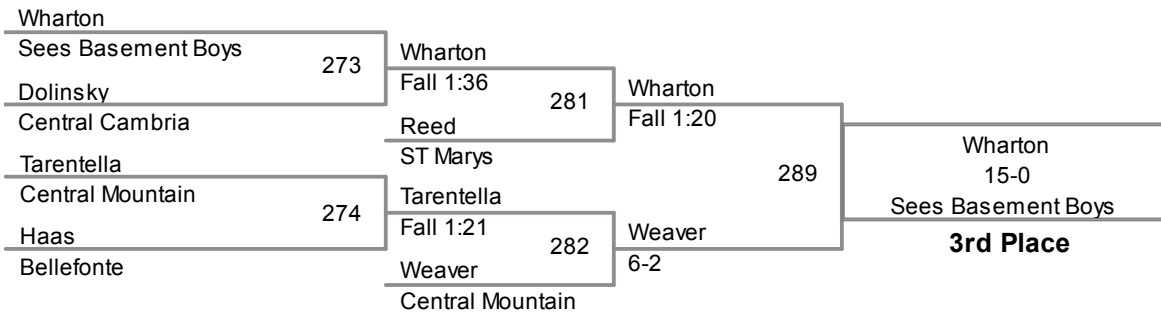 Wharton
Sees Basement Boys
273
Dolinsky
Central Cambria
Tarentella
Central Mountain
274
Haas
Bellefonte
Wharton
Fall 1:36
281
Reed
ST Marys
Tarentella
Fall 1:21
282
Weaver
Central Mountain
Wharton
Fall 1:20
289
Weaver
6-2
Wharton
15-0
Sees Basement Boys
3rd Place